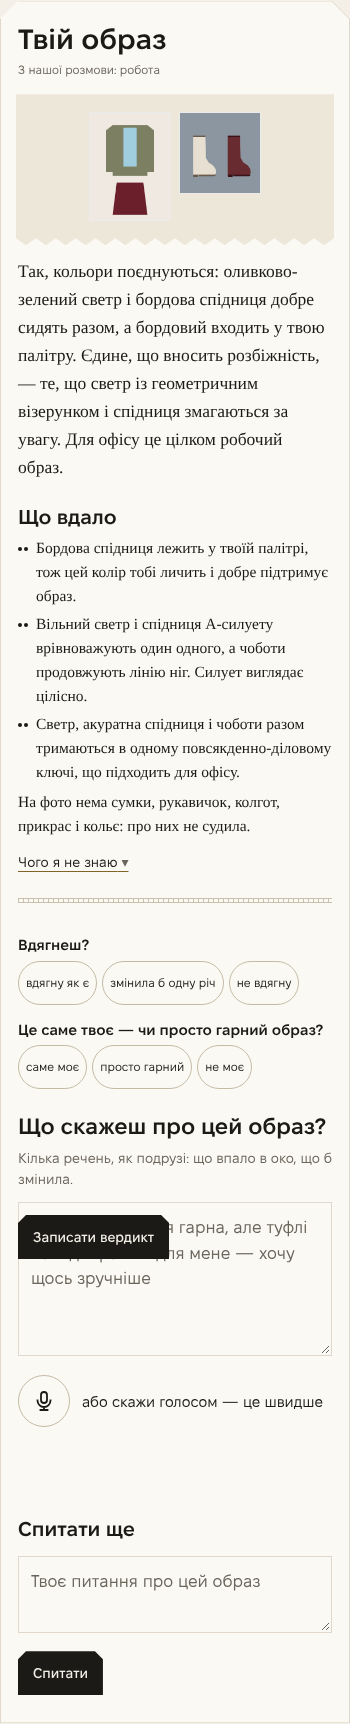 Твій образ
З нашої розмови: робота
Так, кольори поєднуються: оливково-
зелений светр і бордова спідниця добре
сидять разом, а бордовий входить у твою
палітру. Єдине, що вносить розбіжність,
— те, що светр із геометричним
візерунком і спідниця змагаються за
увагу. Для офісу це цілком робочий
образ.
Що вдало
•• Бордова спідниця лежить у твоїй палітрі,
тож цей колір тобі личить і добре підтримує
образ.
•• Вільний светр і спідниця А-силуету
врівноважують один одного, а чоботи
продовжують лінію ніг. Силует виглядає
цілісно.
•• Светр, акуратна спідниця і чоботи разом
тримаються в одному повсякденно-діловому
ключі, що підходить для офісу.
На фото нема сумки, рукавичок, колгот,
прикрас і кольє: про них не судила.
Чого я не знаю ▾
Вдягнеш?
вдягну як є
змінила б одну річ
не вдягну
Це саме твоє — чи просто гарний образ?
саме моє
просто гарний
не моє
Що скажеш про цей образ?
Кілька речень, як подрузі: що впало в око, що б
змінила.
гарна, але туфлі
Записати вердикт
для мене — хочу
щось зручніше
або скажи голосом — це швидше
Спитати ще
Твоє питання про цей образ
Спитати